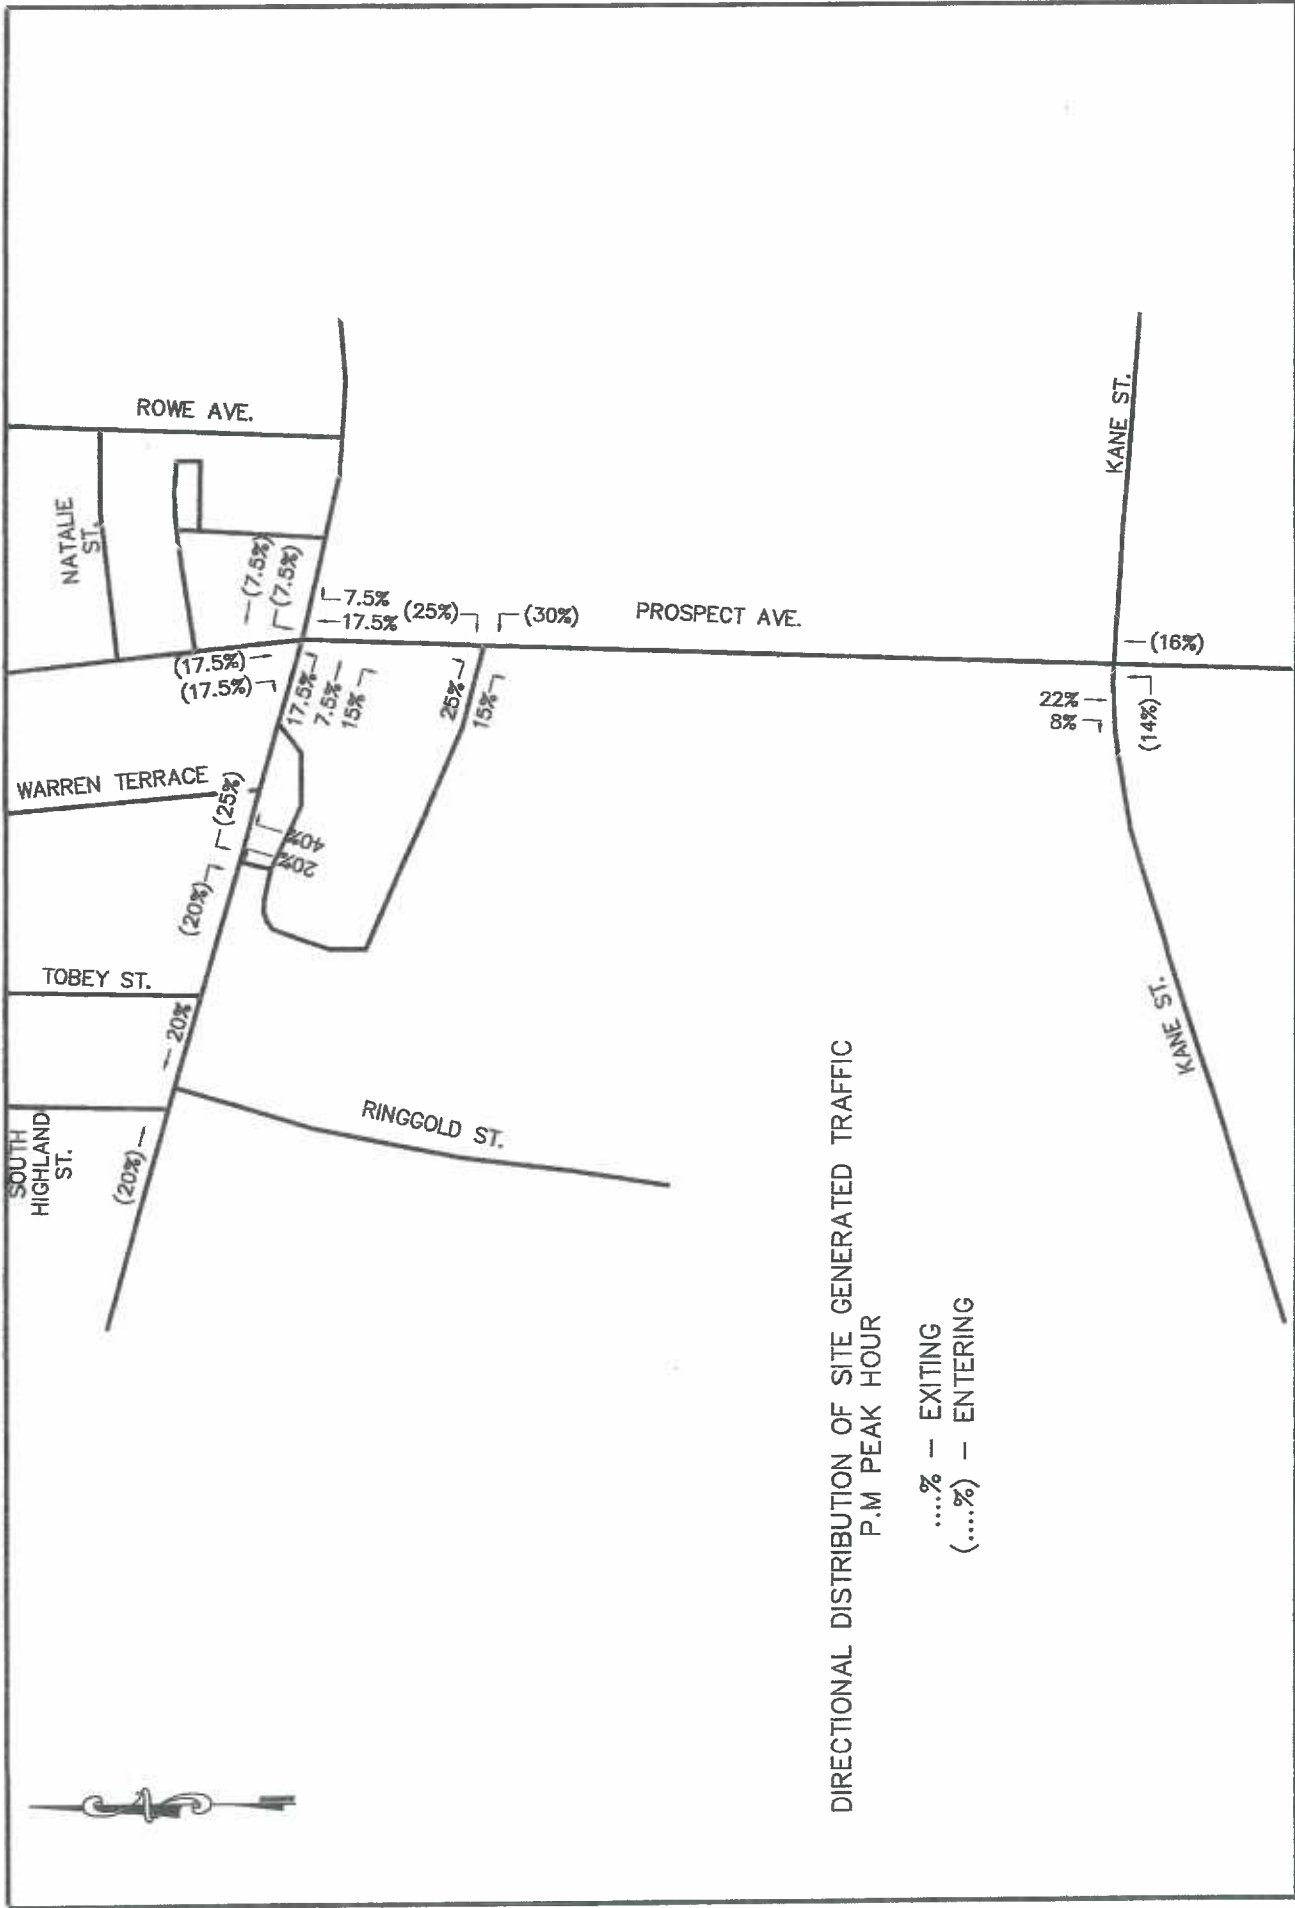 ROWE AVE.
NATALIE
ST.
(7.5%)
(7.5%)
7.5%
17.5%
(25%)
(30%)
PROSPECT AVE.
(17.5%)
(17.5%)
17.5%
7.5%
15%
25%
15%
KANE ST.
(16%)
22%
8%
(14%)
WARREN TERRACE
(25%)
(20%)
40%
20%
TOBEY ST.
20%
SOUTH
HIGHLAND
ST.
(20%)
RINGGOLD ST.
KANE ST.
DIRECTIONAL DISTRIBUTION OF SITE GENERATED TRAFFIC
P.M PEAK HOUR
....% – EXITING
(....%) – ENTERING